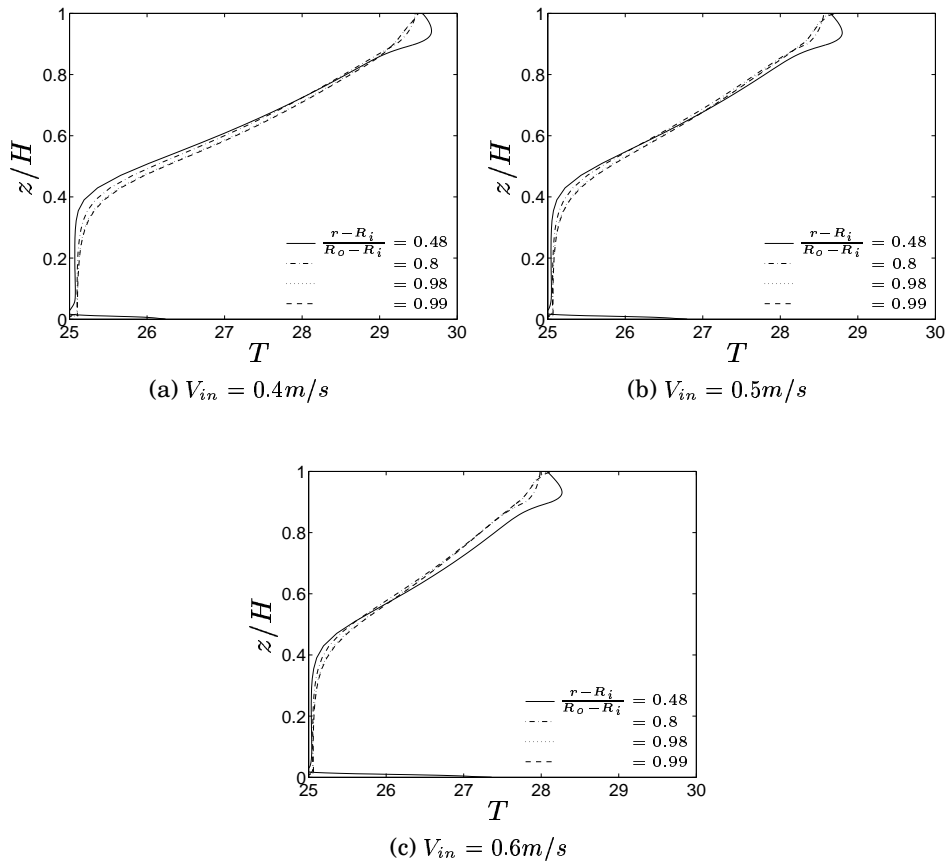 1
0.8
0.6
0.4
0.2
0
z/H
25 26 27 28 29 30
T
r−R_i / R_o−R_i = 0.48
= 0.8
= 0.98
= 0.99
(a) V_in = 0.4m/s
1
0.8
0.6
0.4
0.2
0
z/H
25 26 27 28 29 30
T
r−R_i / R_o−R_i = 0.48
= 0.8
= 0.98
= 0.99
(b) V_in = 0.5m/s
1
0.8
0.6
0.4
0.2
0
z/H
25 26 27 28 29 30
T
r−R_i / R_o−R_i = 0.48
= 0.8
= 0.98
= 0.99
(c) V_in = 0.6m/s